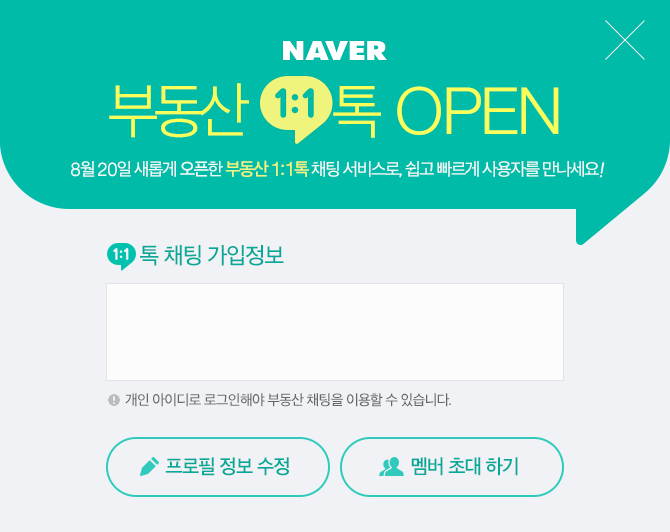 NAVER
부동산 1:1톡 OPEN
8월 20일 새롭게 오픈한 부동산 1:1톡 채팅 서비스로, 쉽고 빠르게 사용자를 만나세요!
1:1 톡 채팅 가입정보
개인 아이디로 로그인해야 부동산 채팅을 이용할 수 있습니다.
프로필 정보 수정
멤버 초대 하기